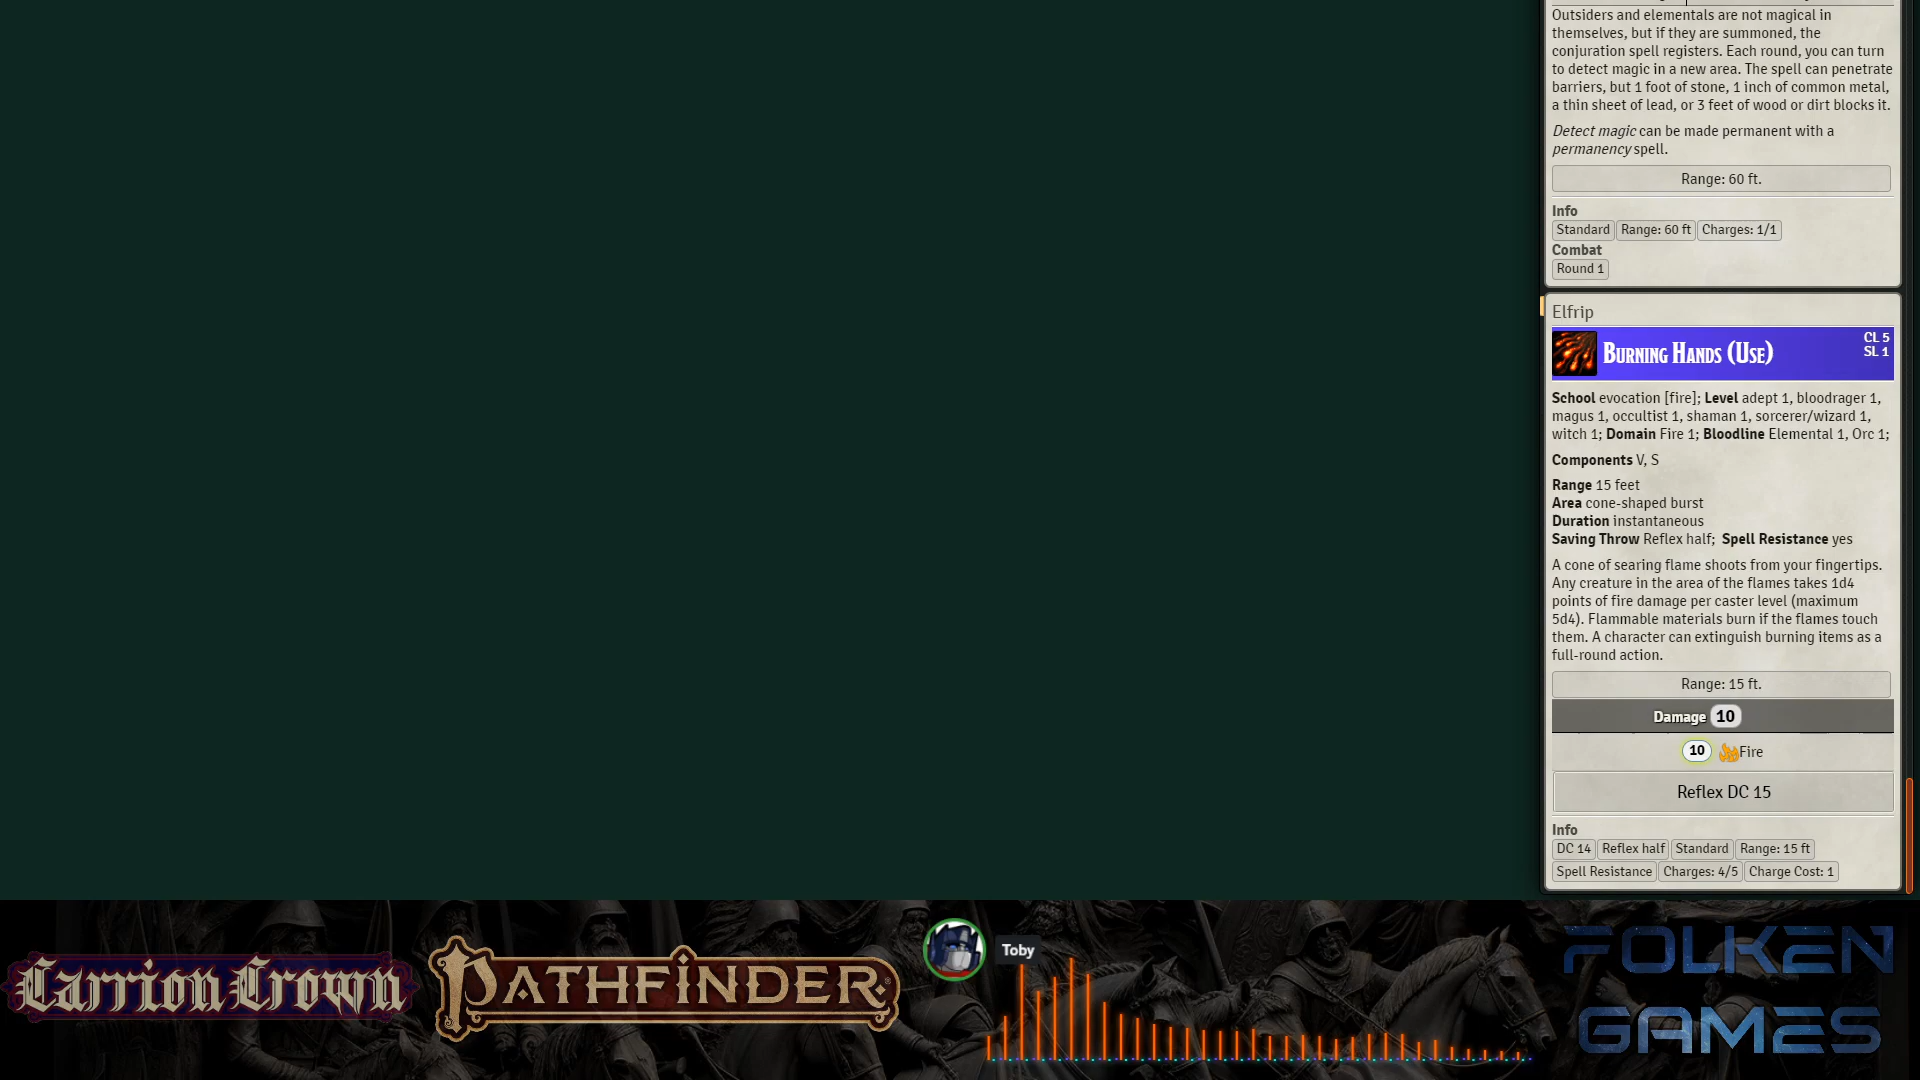 Outsiders and elementals are not magical in
themselves, but if they are summoned, the
conjuration spell registers. Each round, you can turn
to detect magic in a new area. The spell can penetrate
barriers, but 1 foot of stone, 1 inch of common metal,
a thin sheet of lead, or 3 feet of wood or dirt blocks it.
Detect magic can be made permanent with a
permanency spell.
Range: 60 ft.
Info
Standard Range: 60 ft Charges: 1/1
Combat
Round 1
Elfrip
Burning Hands (Use)
CL 5
SL 1
School evocation [fire]; Level adept 1, bloodrager 1,
magus 1, occultist 1, shaman 1, sorcerer/wizard 1,
witch 1; Domain Fire 1; Bloodline Elemental 1, Orc 1;
Components V, S
Range 15 feet
Area cone-shaped burst
Duration instantaneous
Saving Throw Reflex half; Spell Resistance yes
A cone of searing flame shoots from your fingertips.
Any creature in the area of the flames takes 1d4
points of fire damage per caster level (maximum
5d4). Flammable materials burn if the flames touch
them. A character can extinguish burning items as a
full-round action.
Range: 15 ft.
Damage 10
10 Fire
Reflex DC 15
Info
DC 14 Reflex half Standard Range: 15 ft
Spell Resistance Charges: 4/5 Charge Cost: 1
Carrion Crown
PATHFINDER®
Toby
FOLKEN
GAMES